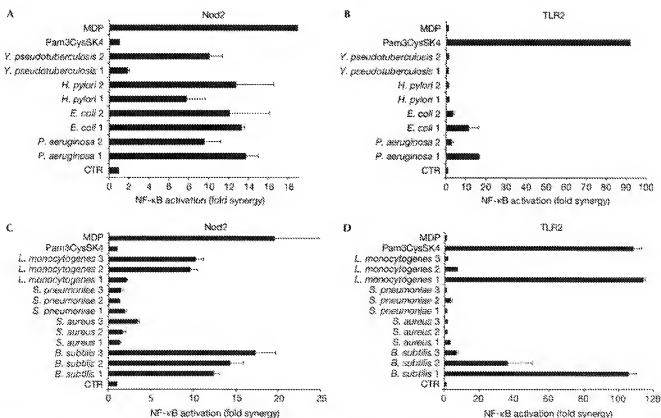 A
Nod2
MDP
Pam3CysSK4
Y. pseudotuberculosis 2
Y. pseudotuberculosis 1
H. pylori 2
H. pylori 1
E. coli 2
E. coli 1
P. aeruginosa 2
P. aeruginosa 1
CTR
0 2 4 6 8 10 12 14 16 18
NF-κB activation (fold synergy)
B
TLR2
MDP
Pam3CysSK4
Y. pseudotuberculosis 2
Y. pseudotuberculosis 1
H. pylori 2
H. pylori 1
E. coli 2
E. coli 1
P. aeruginosa 2
P. aeruginosa 1
CTR
0 10 20 30 40 50 60 70 80 90 100
NF-κB activation (fold synergy)
C
Nod2
MDP
Pam3CysSK4
L. monocytogenes 3
L. monocytogenes 2
L. monocytogenes 1
S. pneumoniae 3
S. pneumoniae 2
S. pneumoniae 1
S. aureus 3
S. aureus 2
S. aureus 1
B. subtilis 3
B. subtilis 2
B. subtilis 1
CTR
0 5 10 15 20 25
NF-κB activation (fold synergy)
D
TLR2
MDP
Pam3CysSK4
L. monocytogenes 3
L. monocytogenes 2
L. monocytogenes 1
S. pneumoniae 3
S. pneumoniae 2
S. pneumoniae 1
S. aureus 3
S. aureus 2
S. aureus 1
B. subtilis 3
B. subtilis 2
B. subtilis 1
CTR
0 20 40 60 80 100 120
NF-κB activation (fold synergy)